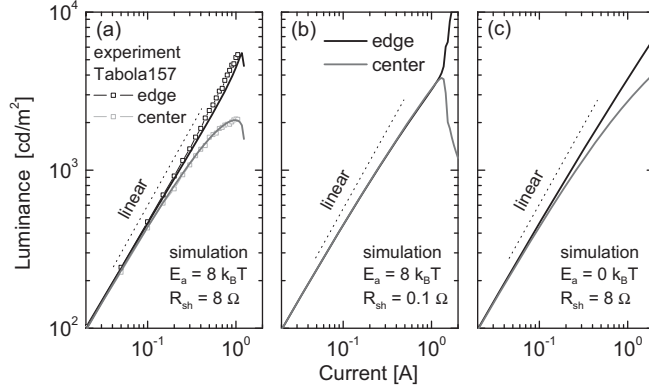 (a)
experiment
Tabola157
edge
center
linear
simulation
E_a = 8 k_BT
R_sh = 8 Ω
(b)
edge
center
linear
simulation
E_a = 8 k_BT
R_sh = 0.1 Ω
(c)
linear
simulation
E_a = 0 k_BT
R_sh = 8 Ω
Luminance [cd/m²]
10⁴
10³
10²
10⁻¹ 10⁰ 10⁻¹ 10⁰ 10⁻¹ 10⁰
Current [A]